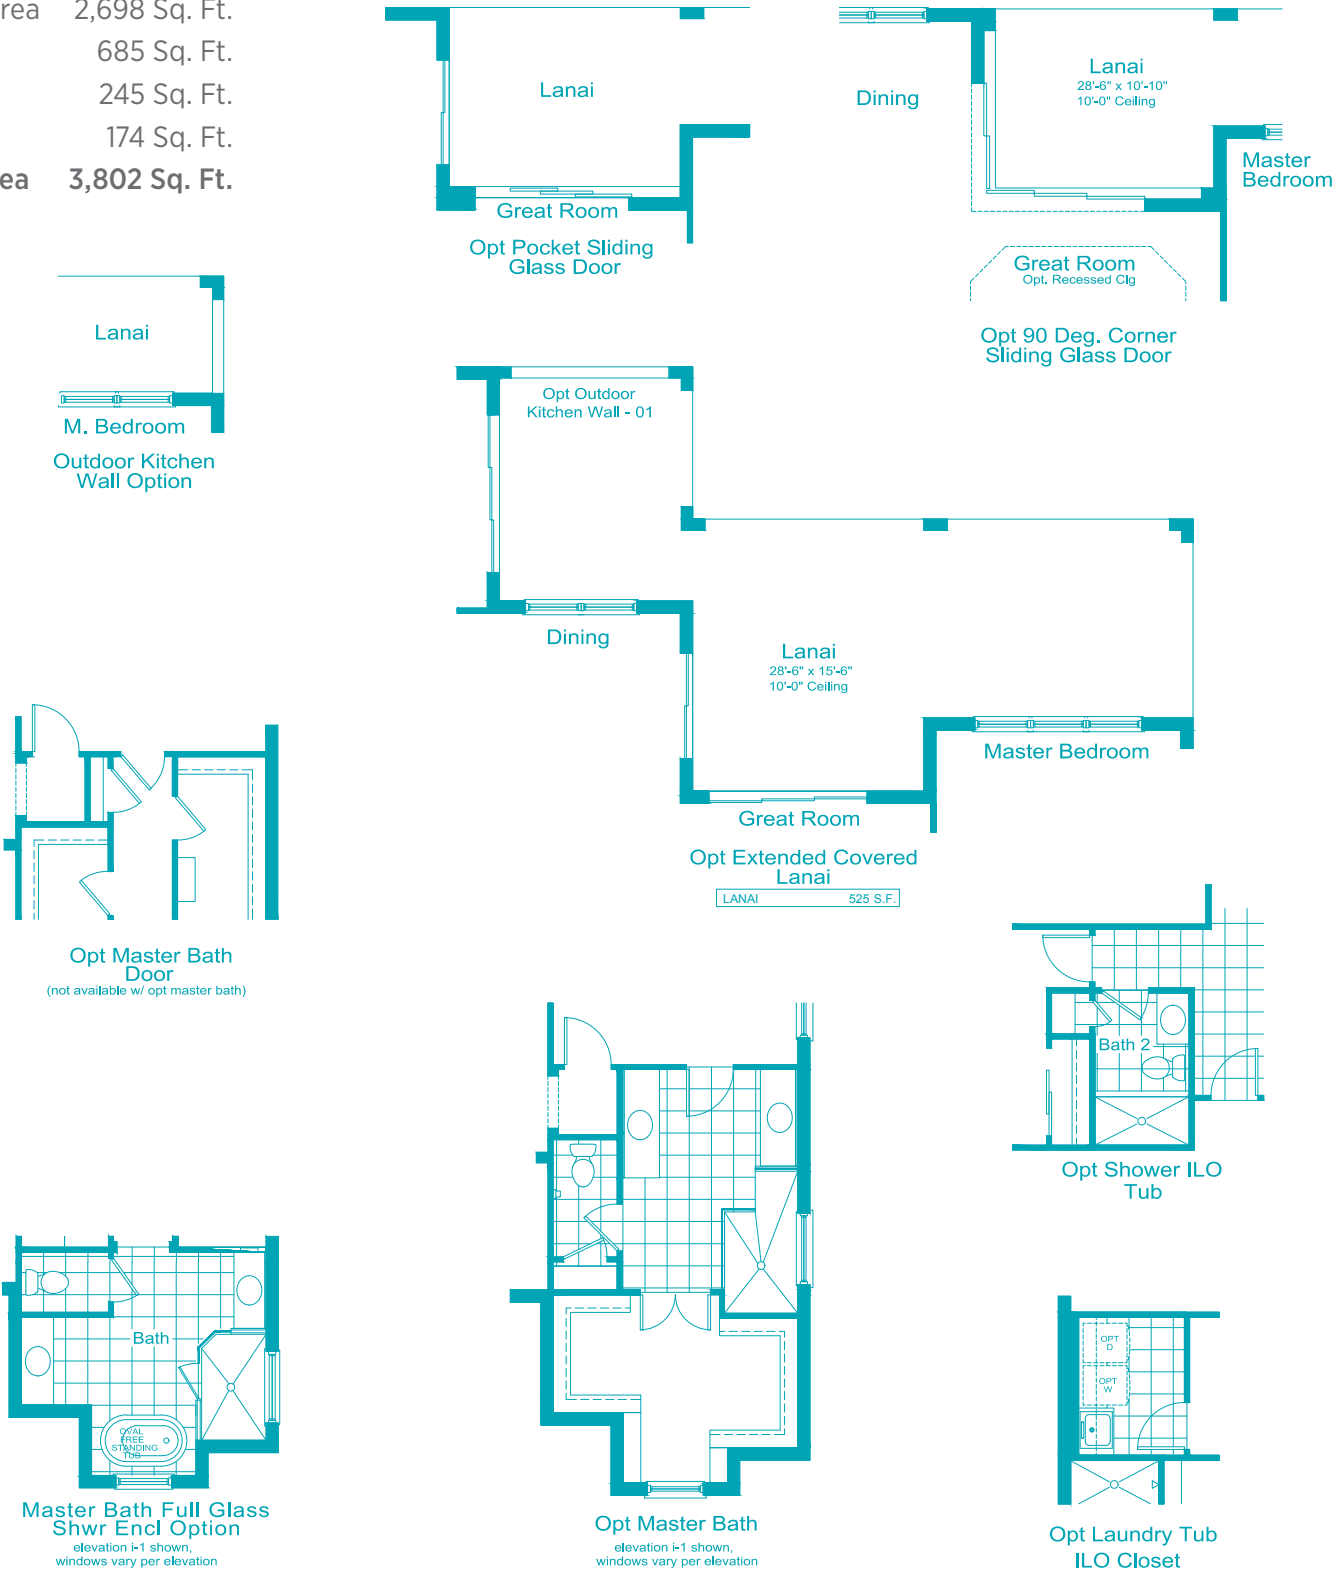 rea 2,698 Sq. Ft.
685 Sq. Ft.
245 Sq. Ft.
174 Sq. Ft.
ea 3,802 Sq. Ft.
Lanai
Great Room
Opt Pocket Sliding
Glass Door
Dining
Lanai
28'-6" x 10'-10"
10'-0" Ceiling
Master
Bedroom
Great Room
Opt. Recessed Clg
Opt 90 Deg. Corner
Sliding Glass Door
Lanai
M. Bedroom
Outdoor Kitchen
Wall Option
Opt Outdoor
Kitchen Wall - 01
Dining
Lanai
28'-6" x 15'-6"
10'-0" Ceiling
Master Bedroom
Great Room
Opt Extended Covered
Lanai
LANAI 525 S.F.
Opt Master Bath
Door
(not available w/ opt master bath)
Bath 2
Opt Shower ILO
Tub
Bath
OVAL
FREE
STANDING
TUB
Master Bath Full Glass
Shwr Encl Option
elevation i-1 shown,
windows vary per elevation
Opt Master Bath
elevation i-1 shown,
windows vary per elevation
OPT
D
OPT
W
Opt Laundry Tub
ILO Closet